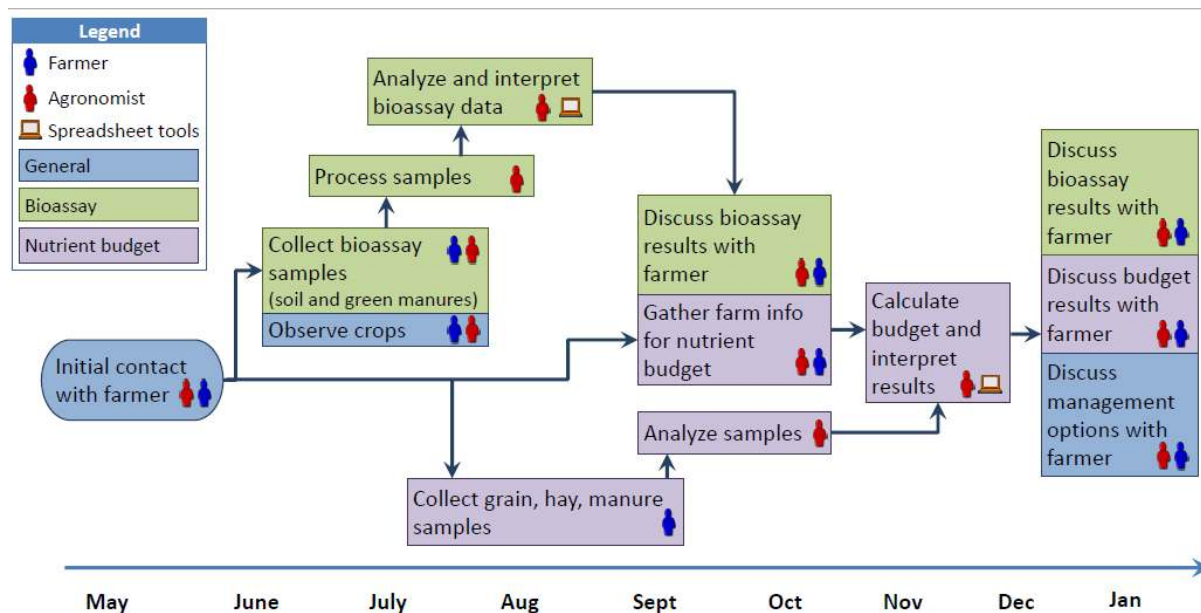 Legend
Farmer
Agronomist
Spreadsheet tools
General
Bioassay
Nutrient budget
Analyze and interpret
bioassay data
Process samples
Collect bioassay
samples
(soil and green manures)
Observe crops
Initial contact
with farmer
Discuss bioassay
results with
farmer
Gather farm info
for nutrient
budget
Analyze samples
Collect grain, hay, manure
samples
Calculate
budget and
interpret
results
Discuss
bioassay
results with
farmer
Discuss budget
results with
farmer
Discuss
management
options with
farmer
May June July Aug Sept Oct Nov Dec Jan